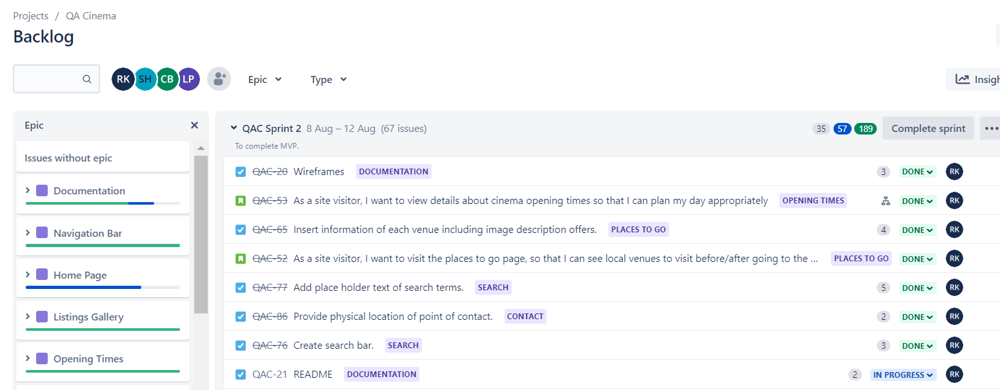 Projects / QA Cinema
Backlog
RK SH CB LP Epic Type
Epic
Issues without epic
Documentation
Navigation Bar
Home Page
Listings Gallery
Opening Times
QAC Sprint 2 8 Aug – 12 Aug (67 issues) 35 57 189 Complete sprint
To complete MVP.
QAC-20 Wireframes DOCUMENTATION 3 DONE RK
QAC-53 As a site visitor, I want to view details about cinema opening times so that I can plan my day appropriately OPENING TIMES DONE RK
QAC-65 Insert information of each venue including image description offers. PLACES TO GO 4 DONE RK
QAC-52 As a site visitor, I want to visit the places to go page, so that I can see local venues to visit before/after going to the ... PLACES TO GO DONE RK
QAC-77 Add place holder text of search terms. SEARCH 5 DONE RK
QAC-86 Provide physical location of point of contact. CONTACT 2 DONE RK
QAC-76 Create search bar. SEARCH 3 DONE RK
QAC-21 README DOCUMENTATION 2 IN PROGRESS RK